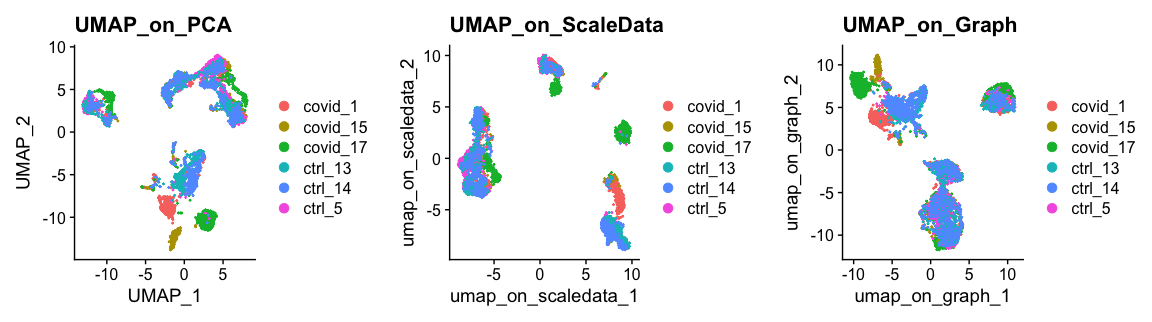 UMAP_on_PCA
10
5
0
-5
-10
UMAP_2
-10
-5
0
5
UMAP_1
covid_1
covid_15
covid_17
ctrl_13
ctrl_14
ctrl_5
UMAP_on_ScaleData
10
5
0
-5
umap_on_scaledata_2
-5
0
5
10
umap_on_scaledata_1
covid_1
covid_15
covid_17
ctrl_13
ctrl_14
ctrl_5
UMAP_on_Graph
10
5
0
-5
-10
umap_on_graph_2
-10
-5
0
5
10
umap_on_graph_1
covid_1
covid_15
covid_17
ctrl_13
ctrl_14
ctrl_5